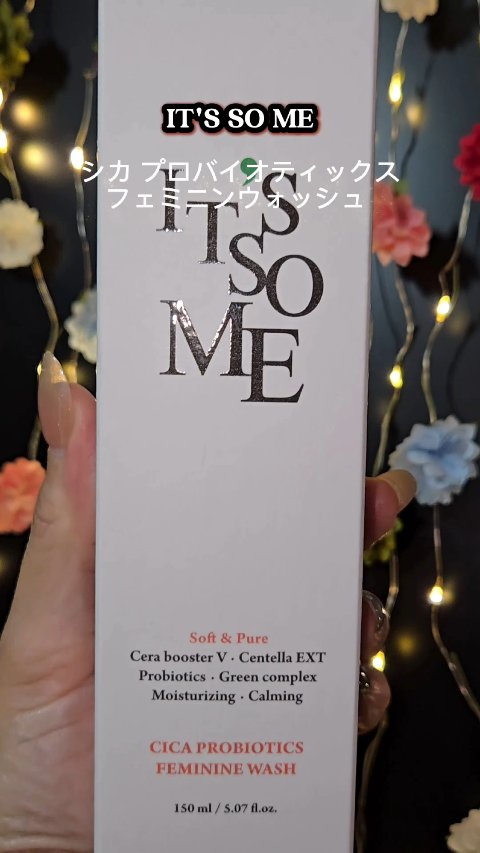 IT'S SO ME
シカ プロバイオティックス
フェミニンウォッシュ
IT'S
SO
ME
Soft & Pure
Cera booster V · Centella EXT
Probiotics · Green complex
Moisturizing · Calming
CICA PROBIOTICS
FEMININE WASH
150 ml / 5.07 fl.oz.